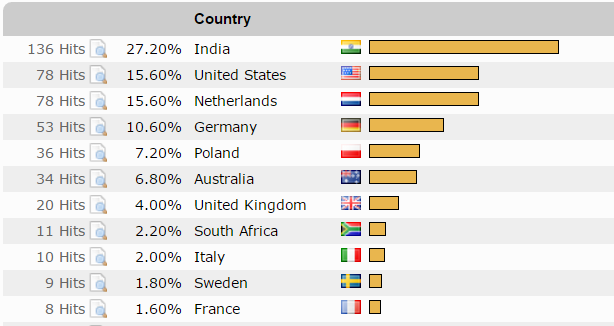 Country
136 Hits 27.20% India
78 Hits 15.60% United States
78 Hits 15.60% Netherlands
53 Hits 10.60% Germany
36 Hits 7.20% Poland
34 Hits 6.80% Australia
20 Hits 4.00% United Kingdom
11 Hits 2.20% South Africa
10 Hits 2.00% Italy
9 Hits 1.80% Sweden
8 Hits 1.60% France